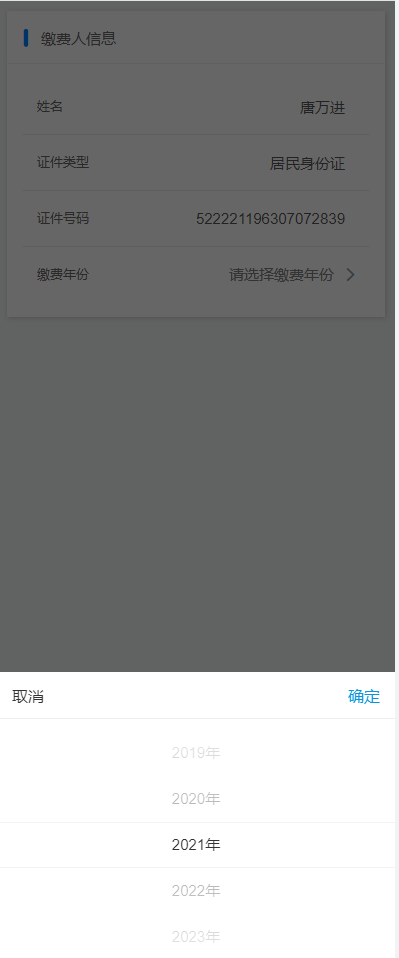 缴费人信息
姓名 唐万进
证件类型 居民身份证
证件号码 522221196307072839
缴费年份 请选择缴费年份
取消 确定
2019年
2020年
2021年
2022年
2023年